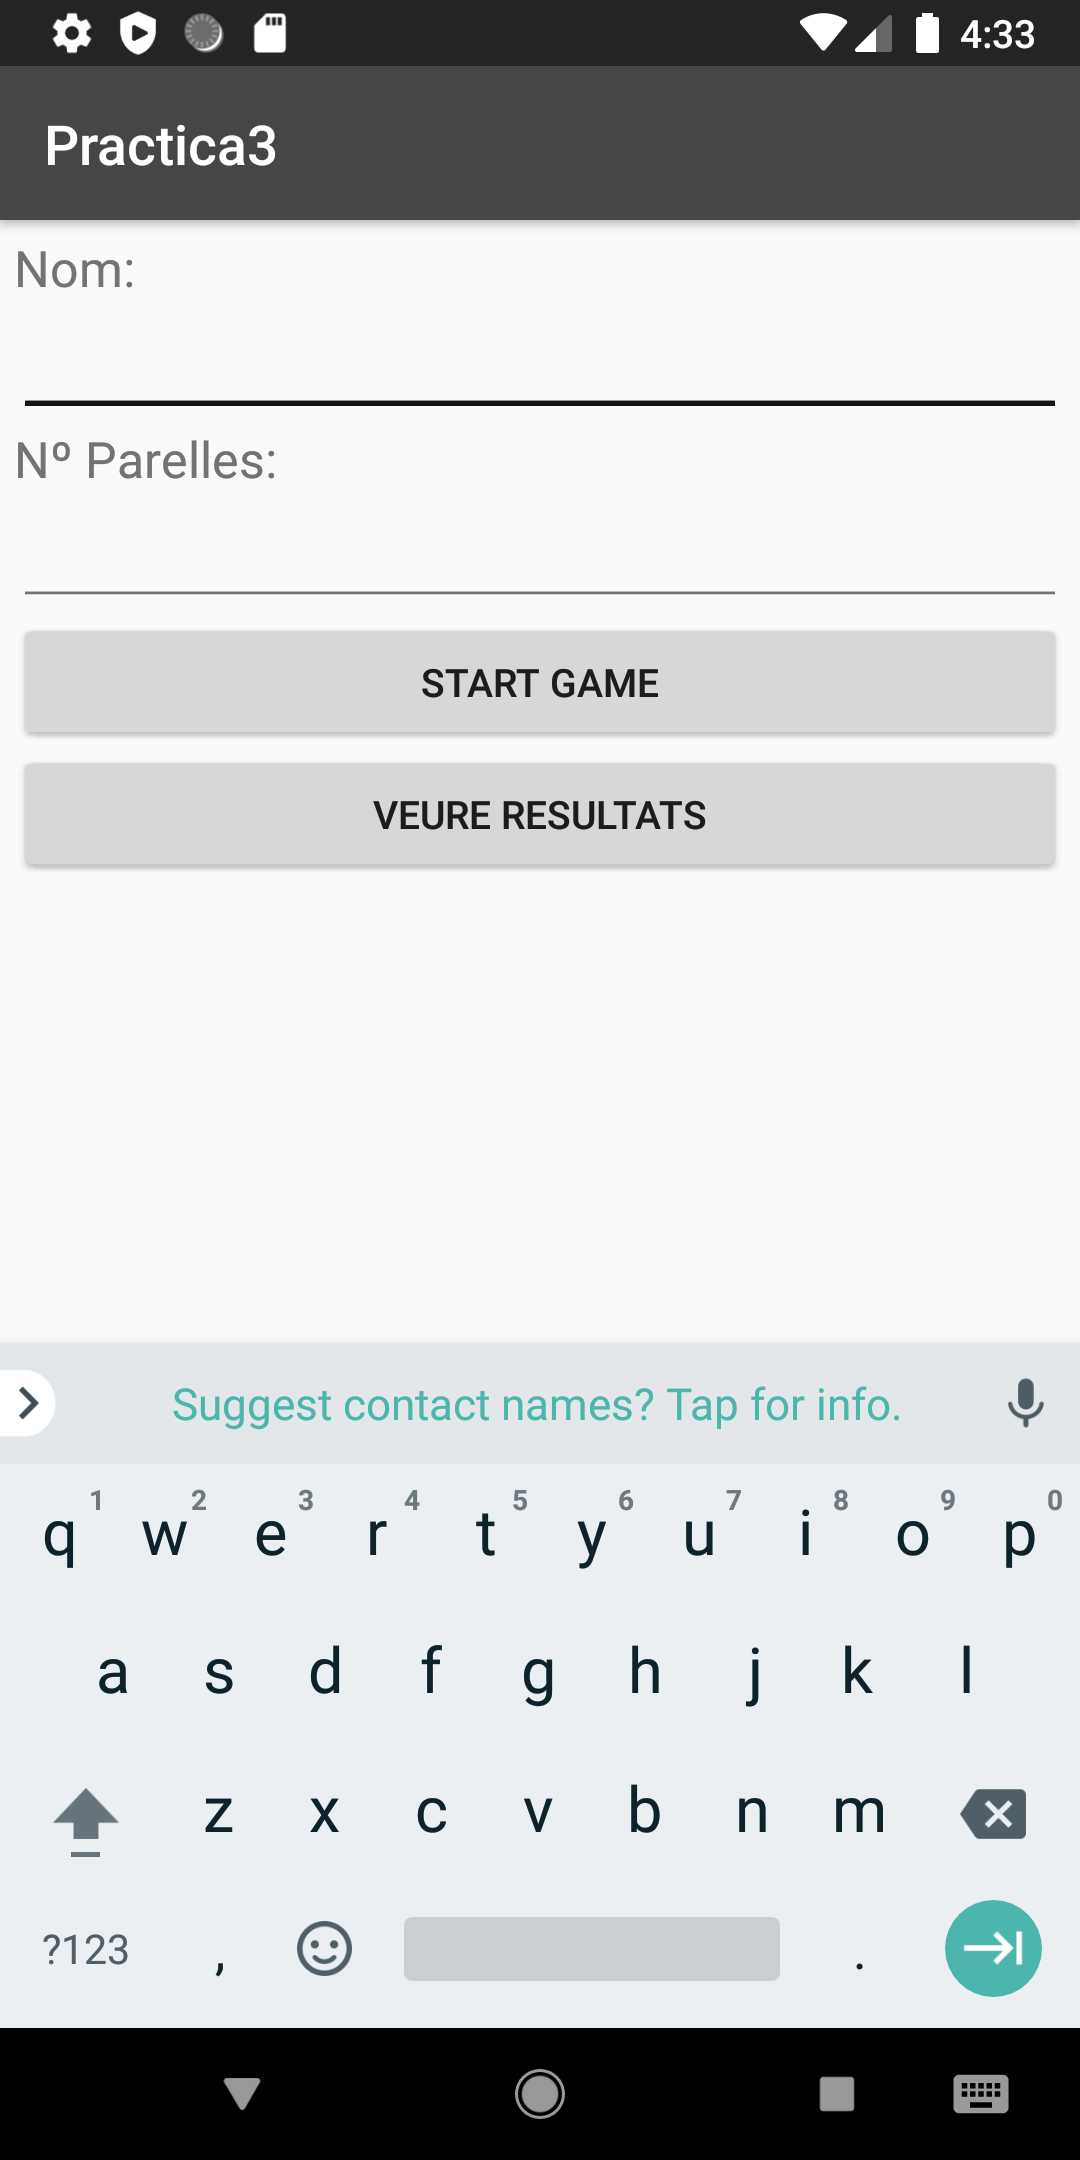 4:33
Practica3
Nom:
Nº Parelles:
START GAME
VEURE RESULTATS
Suggest contact names? Tap for info.
q 1 w 2 e 3 r 4 t 5 y 6 u 7 i 8 o 9 p 0
a s d f g h j k l
z x c v b n m
?123 , .